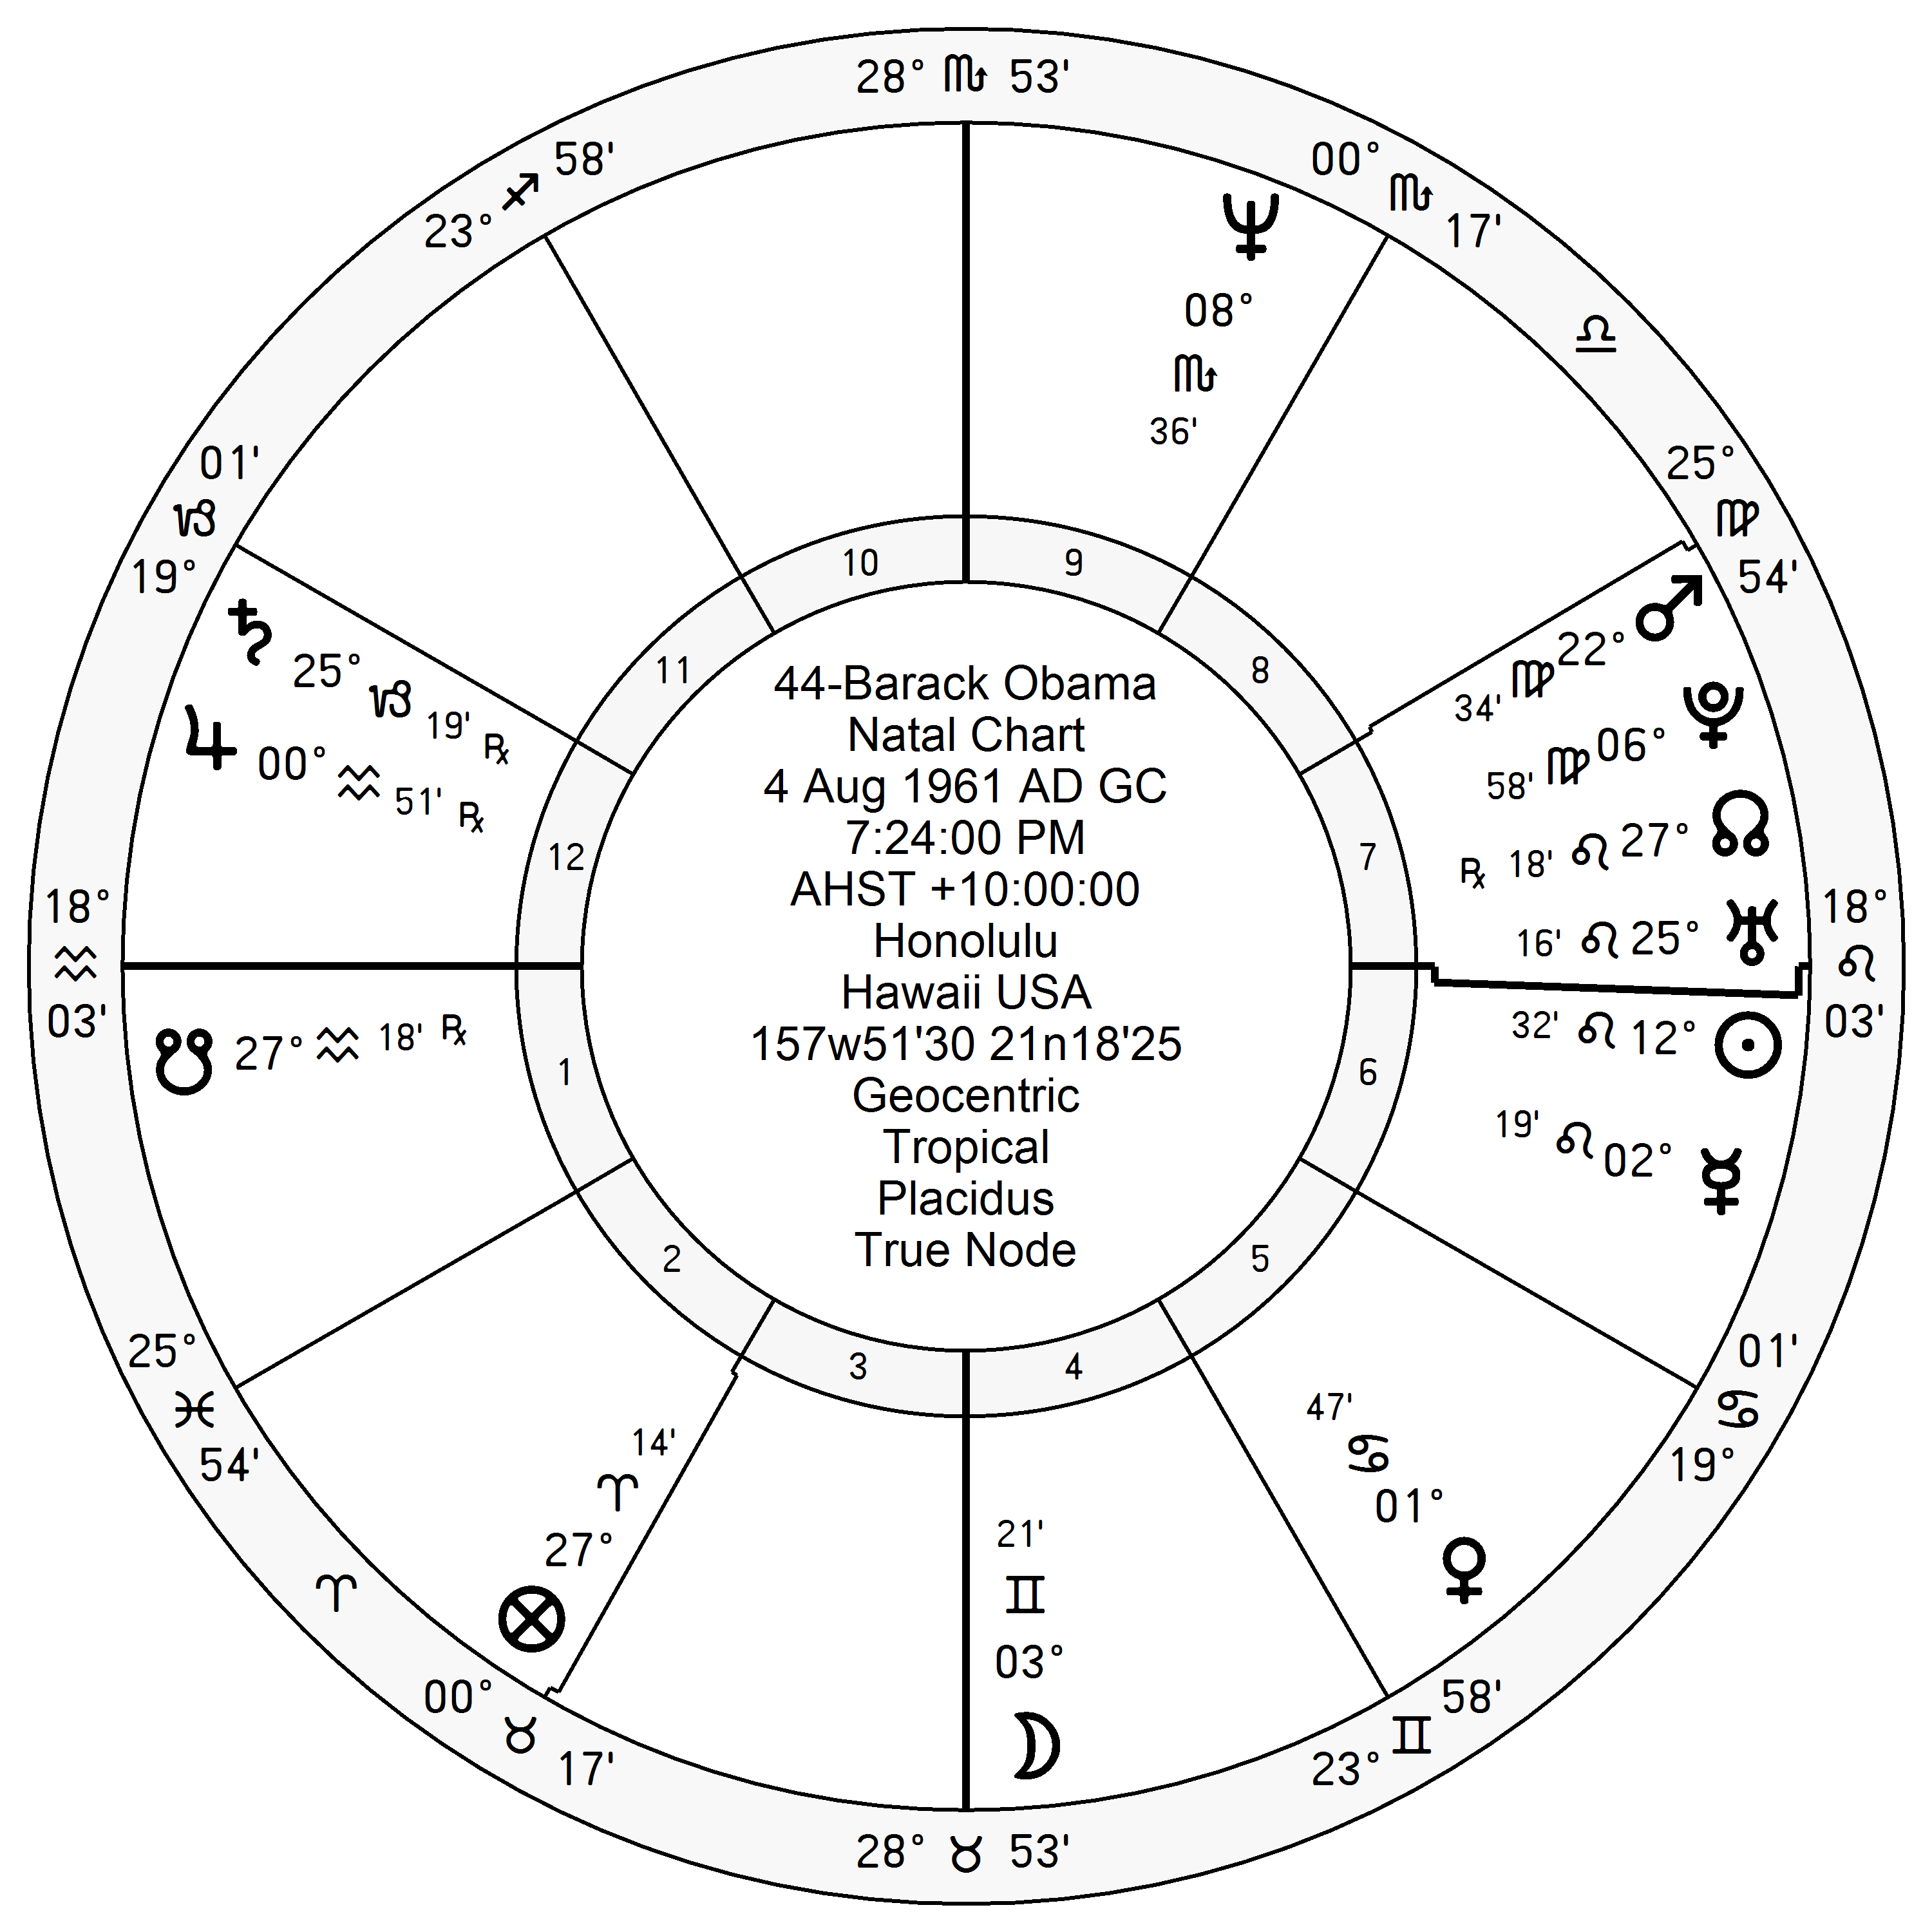 28° ♏ 53'
00° ♏ 17'
♎
25° ♍ 54'
18° ♌ 03'
01' ♋ 19°
58' ♊ 23°
28° ♉ 53'
00° ♉ 17'
♈
25° ♓ 54'
18° ♒ 03'
01' ♑ 19°
23° ♐ 58'
♆ 08° ♏ 36'
34' ♍ 22° ♂
58' ♍ 06° ♇
℞ 18' ♌ 27° ☊
16' ♌ 25° ♅
32' ♌ 12° ☉
19' ♌ 02° ☿
47' ♋ 01° ♀
21' ♊ 03° ☽
14' ♈ 27° ⊗
☋ 27° ♒ 18' ℞
♃ 00° ♒ 51' ℞
♄ 25° ♑ 19' ℞
1
2
3
4
5
6
7
8
9
10
11
12
44-Barack Obama
Natal Chart
4 Aug 1961 AD GC
7:24:00 PM
AHST +10:00:00
Honolulu
Hawaii USA
157w51'30 21n18'25
Geocentric
Tropical
Placidus
True Node